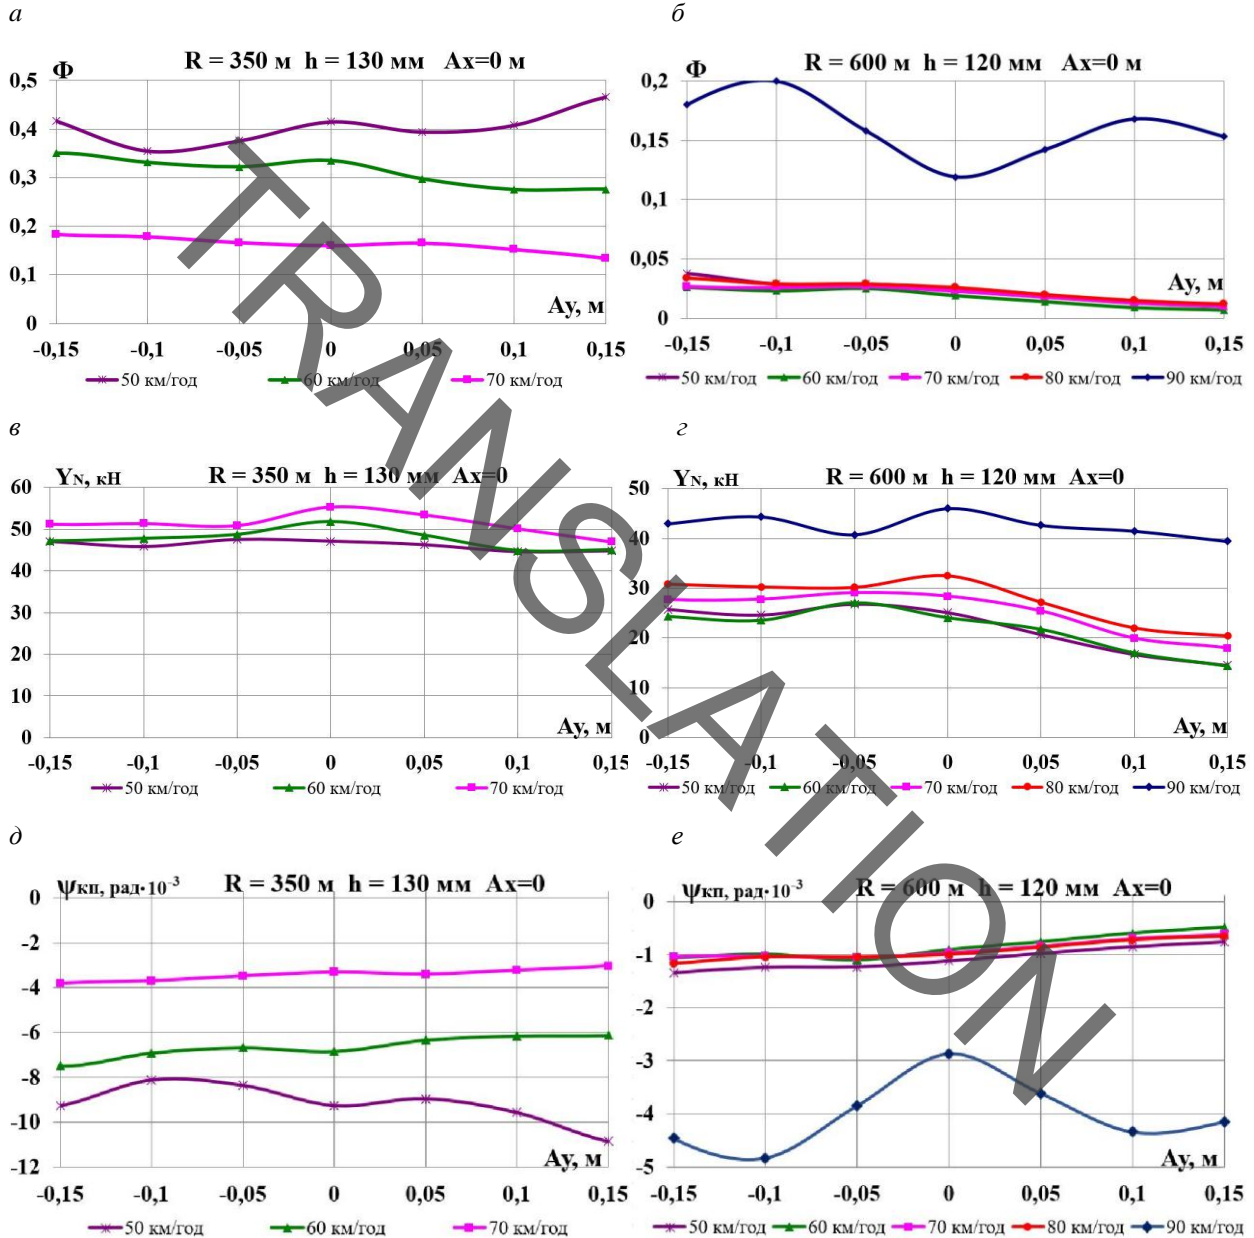 а
R = 350 м h = 130 мм Ax=0 м
Ф
0,5
0,4
0,3
0,2
0,1
0
Ay, м
-0,15 -0,1 -0,05 0 0,05 0,1 0,15
50 км/год 60 км/год 70 км/год
б
R = 600 м h = 120 мм Ax=0 м
Ф
0,2
0,15
0,1
0,05
0
Ay, м
-0,15 -0,1 -0,05 0 0,05 0,1 0,15
50 км/год 60 км/год 70 км/год 80 км/год 90 км/год
в
YN, кН R = 350 м h = 130 мм Ax=0
60
50
40
30
20
10
0
Ay, м
-0,15 -0,1 -0,05 0 0,05 0,1 0,15
50 км/год 60 км/год 70 км/год
г
YN, кН R = 600 м h = 120 мм Ax=0
50
40
30
20
10
0
Ay, м
-0,15 -0,1 -0,05 0 0,05 0,1 0,15
50 км/год 60 км/год 70 км/год 80 км/год 90 км/год
д
ψкп, рад·10-3 R = 350 м h = 130 мм Ax=0
0
-2
-4
-6
-8
-10
-12
Ay, м
-0,15 -0,1 -0,05 0 0,05 0,1 0,15
50 км/год 60 км/год 70 км/год
е
ψкп, рад·10-3 R = 600 м h = 120 мм Ax=0
0
-1
-2
-3
-4
-5
Ay, м
-0,15 -0,1 -0,05 0 0,05 0,1 0,15
50 км/год 60 км/год 70 км/год 80 км/год 90 км/год
TRANSLATION